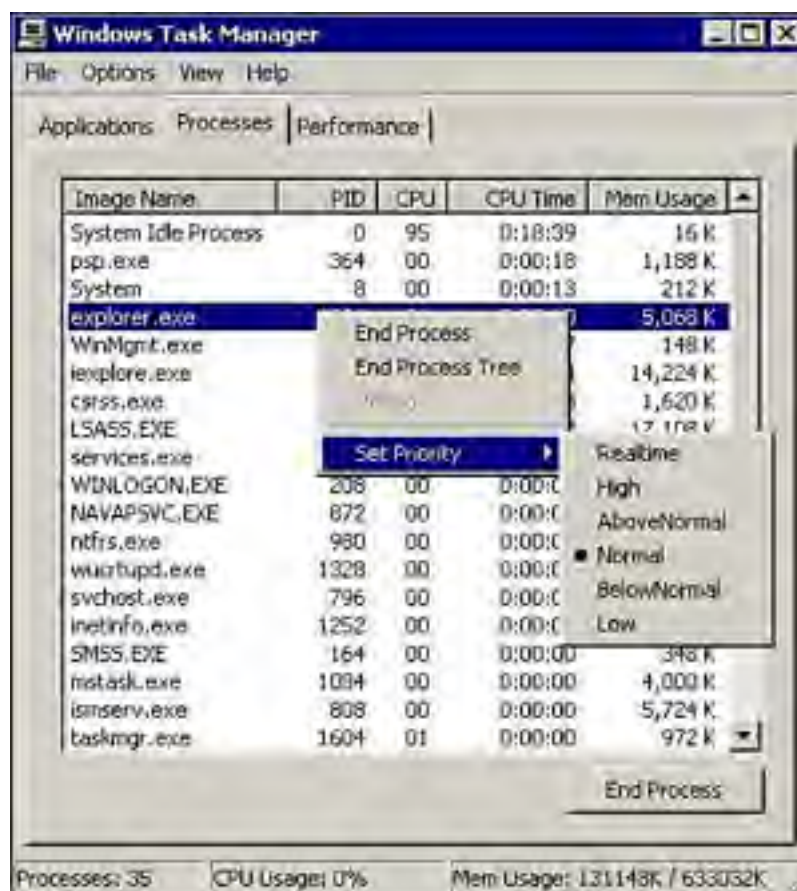 Windows Task Manager
File Options View Help
Applications Processes Performance
Image Name PID CPU CPU Time Mem Usage
System Idle Process 0 95 0:18:39 16 K
psp.exe 364 00 0:00:18 1,188 K
System 8 00 0:00:13 212 K
explorer.exe 5,068 K
End Process
WinMgmt.exe 148 K
End Process Tree
iexplore.exe 14,224 K
csrss.exe 1,620 K
LSASS.EXE 17,108 K
Set Priority Realtime
services.exe
WINLOGON.EXE 208 00 High
NAVAPSVC.EXE 872 00 AboveNormal
ntfrs.exe 980 00 Normal
wucrtupd.exe 1328 00 BelowNormal
svchost.exe 796 00
inetinfo.exe 1252 00 Low
SMSS.EXE 164 00 0:00:00 348 K
mstask.exe 1084 00 0:00:00 4,000 K
ismserv.exe 808 00 0:00:00 5,724 K
taskmgr.exe 1604 01 0:00:00 972 K
End Process
Processes: 35 CPU Usage: 0% Mem Usage: 131148K / 633032K